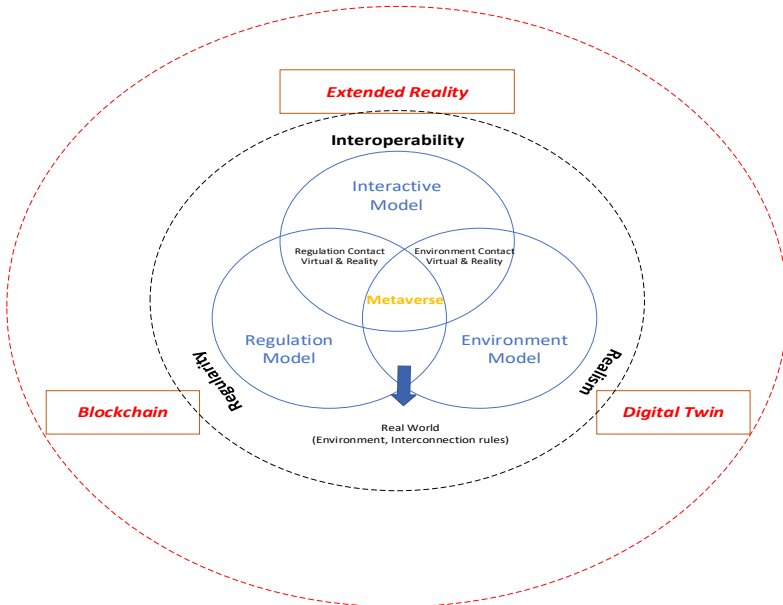 Extended Reality
Interoperability
Interactive
Model
Regulation Contact
Virtual & Reality
Environment Contact
Virtual & Reality
Metaverse
Regulation
Model
Environment
Model
Regularity
Realism
Blockchain
Digital Twin
Real World
(Environment, Interconnection rules)